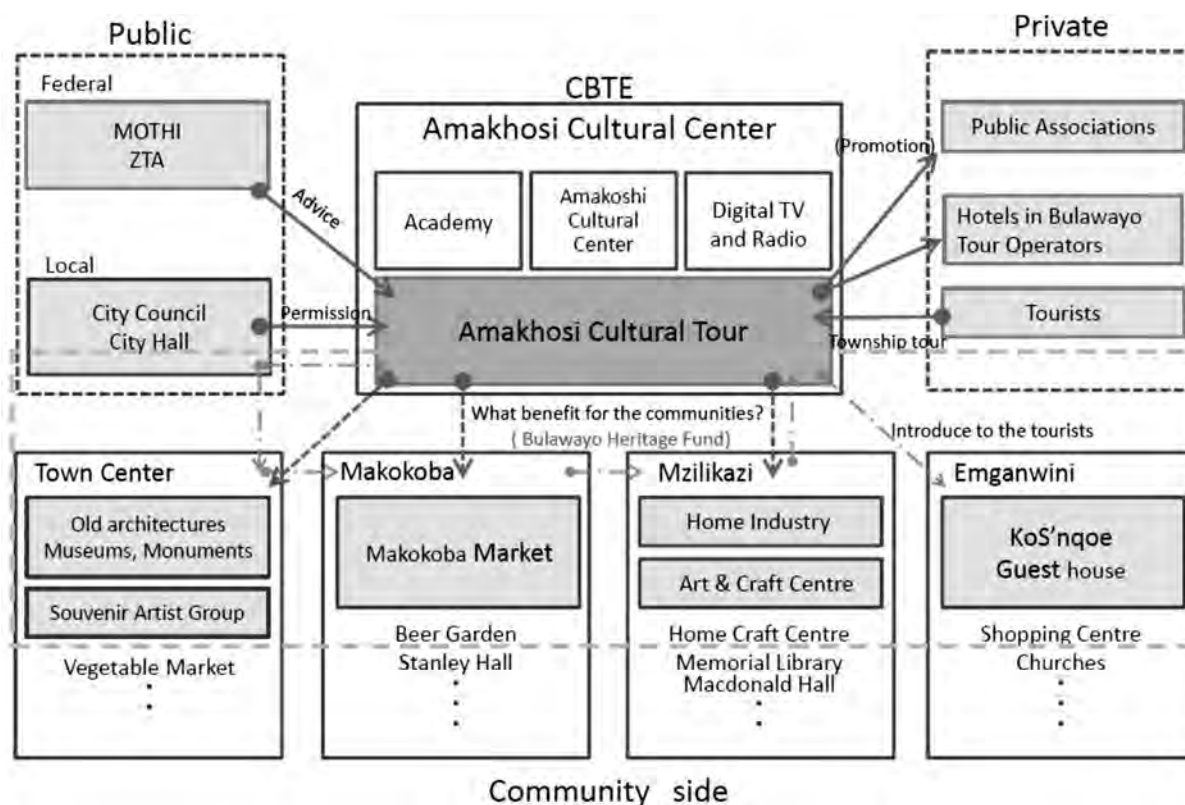 Public
Federal
MOTHI
ZTA
Local
City Council
City Hall
Advice
Permission
CBTE
Amakhosi Cultural Center
Academy
Amakoshi
Cultural
Center
Digital TV
and Radio
Amakhosi Cultural Tour
Private
(Promotion)
Public Associations
Hotels in Bulawayo
Tour Operators
Tourists
Township tour
What benefit for the communities?
( Bulawayo Heritage Fund)
Introduce to the tourists
Town Center
Old architectures
Museums, Monuments
Souvenir Artist Group
Vegetable Market
Makokoba
Makokoba Market
Beer Garden
Stanley Hall
Mzilikazi
Home Industry
Art & Craft Centre
Home Craft Centre
Memorial Library
Macdonald Hall
Emganwini
KoS'nqoe
Guest house
Shopping Centre
Churches
Community side